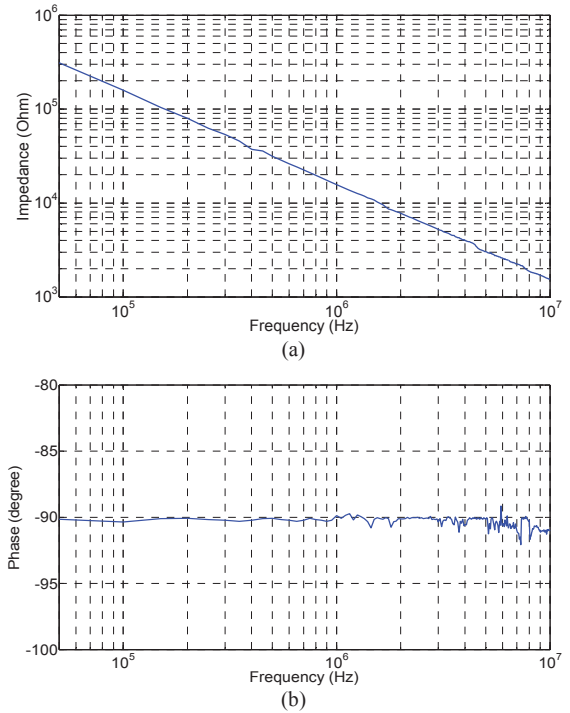 10^6
10^5
10^4
10^3
Impedance (Ohm)
10^5 10^6 10^7
Frequency (Hz)
(a)
-80
-85
-90
-95
-100
Phase (degree)
10^5 10^6 10^7
Frequency (Hz)
(b)